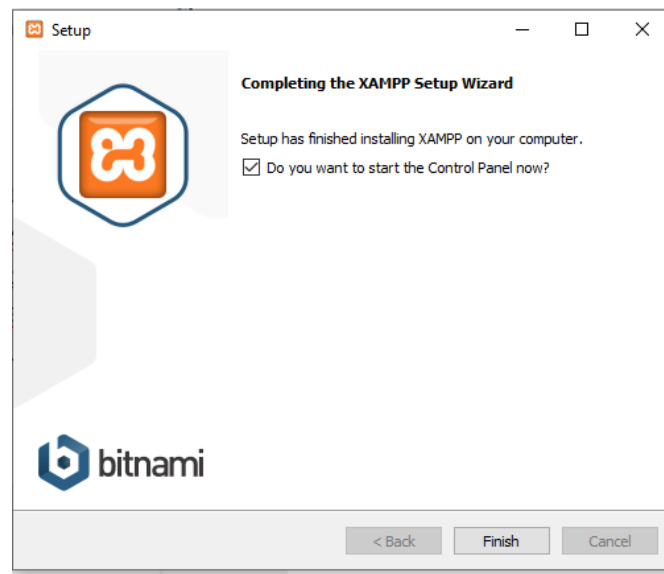 Setup
Completing the XAMPP Setup Wizard
Setup has finished installing XAMPP on your computer.
Do you want to start the Control Panel now?
bitnami
< Back
Finish
Cancel